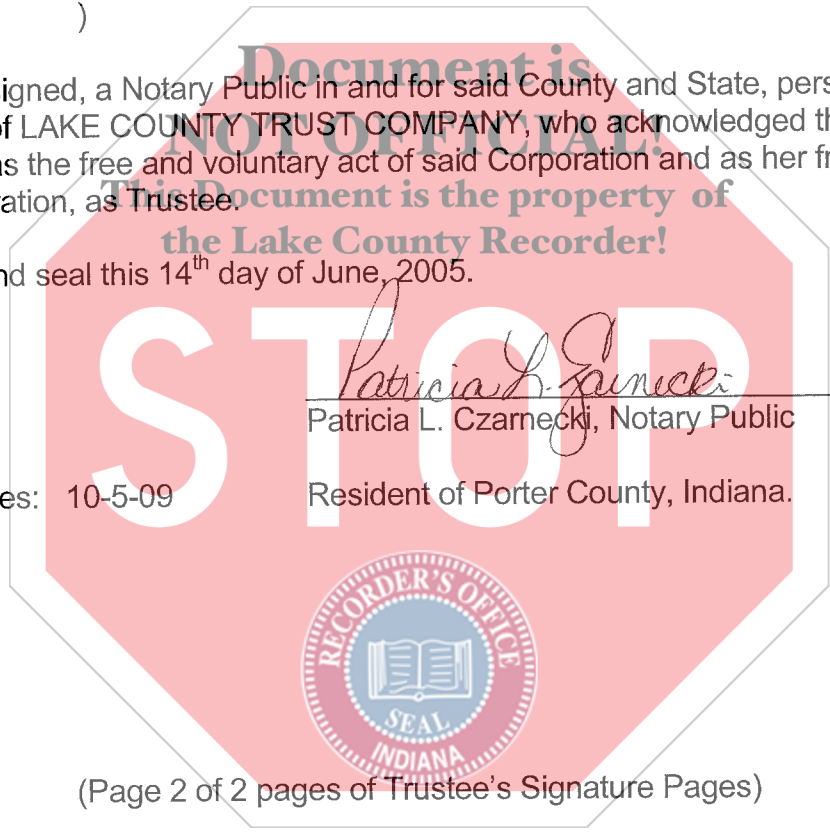 )
Document is
igned, a Notary Public in and for said County and State, pers
of LAKE COUNTY TRUST COMPANY, who acknowledged th
NOT OFFICIAL!
as the free and voluntary act of said Corporation and as her fr
This Document is the property of
ration, as Trustee.
the Lake County Recorder!
nd seal this 14th day of June, 2005.
STOP
Patricia L. Czarnecki
Patricia L. Czarnecki, Notary Public
es: 10-5-09 Resident of Porter County, Indiana.
RECORDER'S OFFICE
SEAL
INDIANA
(Page 2 of 2 pages of Trustee's Signature Pages)